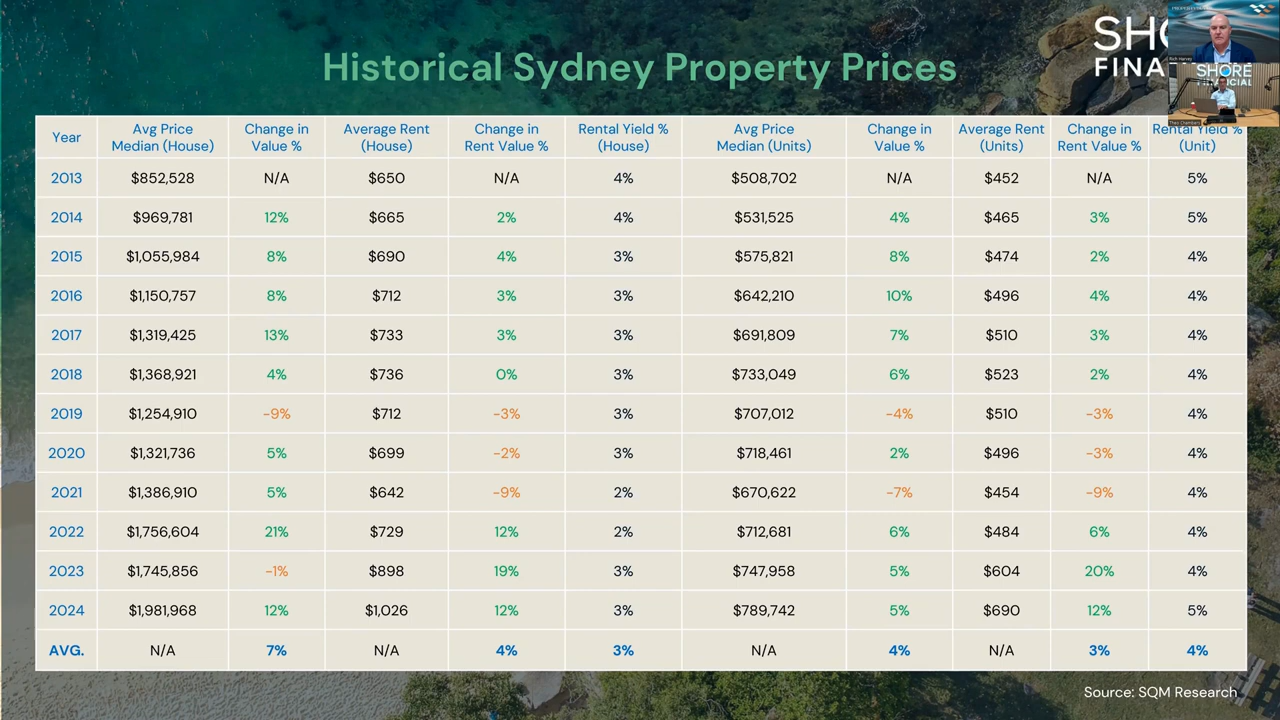 PROPERTY
SHO
FINA
Historical Sydney Property Prices
Rich Harvey
SHORE
FINANCIAL
Theo Chambers
Year Avg Price Median (House) Change in Value % Average Rent (House) Change in Rent Value % Rental Yield % (House) Avg Price Median (Units) Change in Value % Average Rent (Units) Change in Rent Value % Rental Yield % (Unit)
2013 $852,528 N/A $650 N/A 4% $508,702 N/A $452 N/A 5%
2014 $969,781 12% $665 2% 4% $531,525 4% $465 3% 5%
2015 $1,055,984 8% $690 4% 3% $575,821 8% $474 2% 4%
2016 $1,150,757 8% $712 3% 3% $642,210 10% $496 4% 4%
2017 $1,319,425 13% $733 3% 3% $691,809 7% $510 3% 4%
2018 $1,368,921 4% $736 0% 3% $733,049 6% $523 2% 4%
2019 $1,254,910 -9% $712 -3% 3% $707,012 -4% $510 -3% 4%
2020 $1,321,736 5% $699 -2% 3% $718,461 2% $496 -3% 4%
2021 $1,386,910 5% $642 -9% 2% $670,622 -7% $454 -9% 4%
2022 $1,756,604 21% $729 12% 2% $712,681 6% $484 6% 4%
2023 $1,745,856 -1% $898 19% 3% $747,958 5% $604 20% 4%
2024 $1,981,968 12% $1,026 12% 3% $789,742 5% $690 12% 5%
AVG. N/A 7% N/A 4% 3% N/A 4% N/A 3% 4%
Source: SQM Research